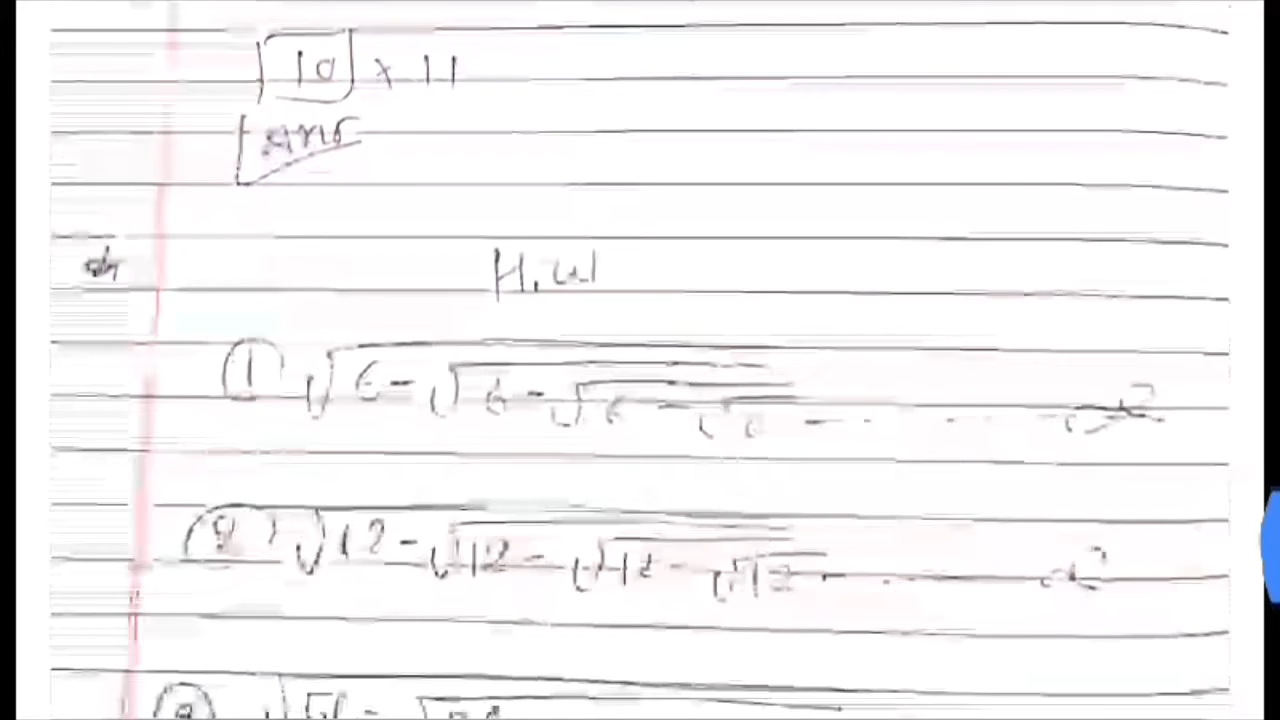 10 × 11
Ans
H.W
① √6-√6-√6-√6-.......∝
② √12-√12-√12-√12-.......∝